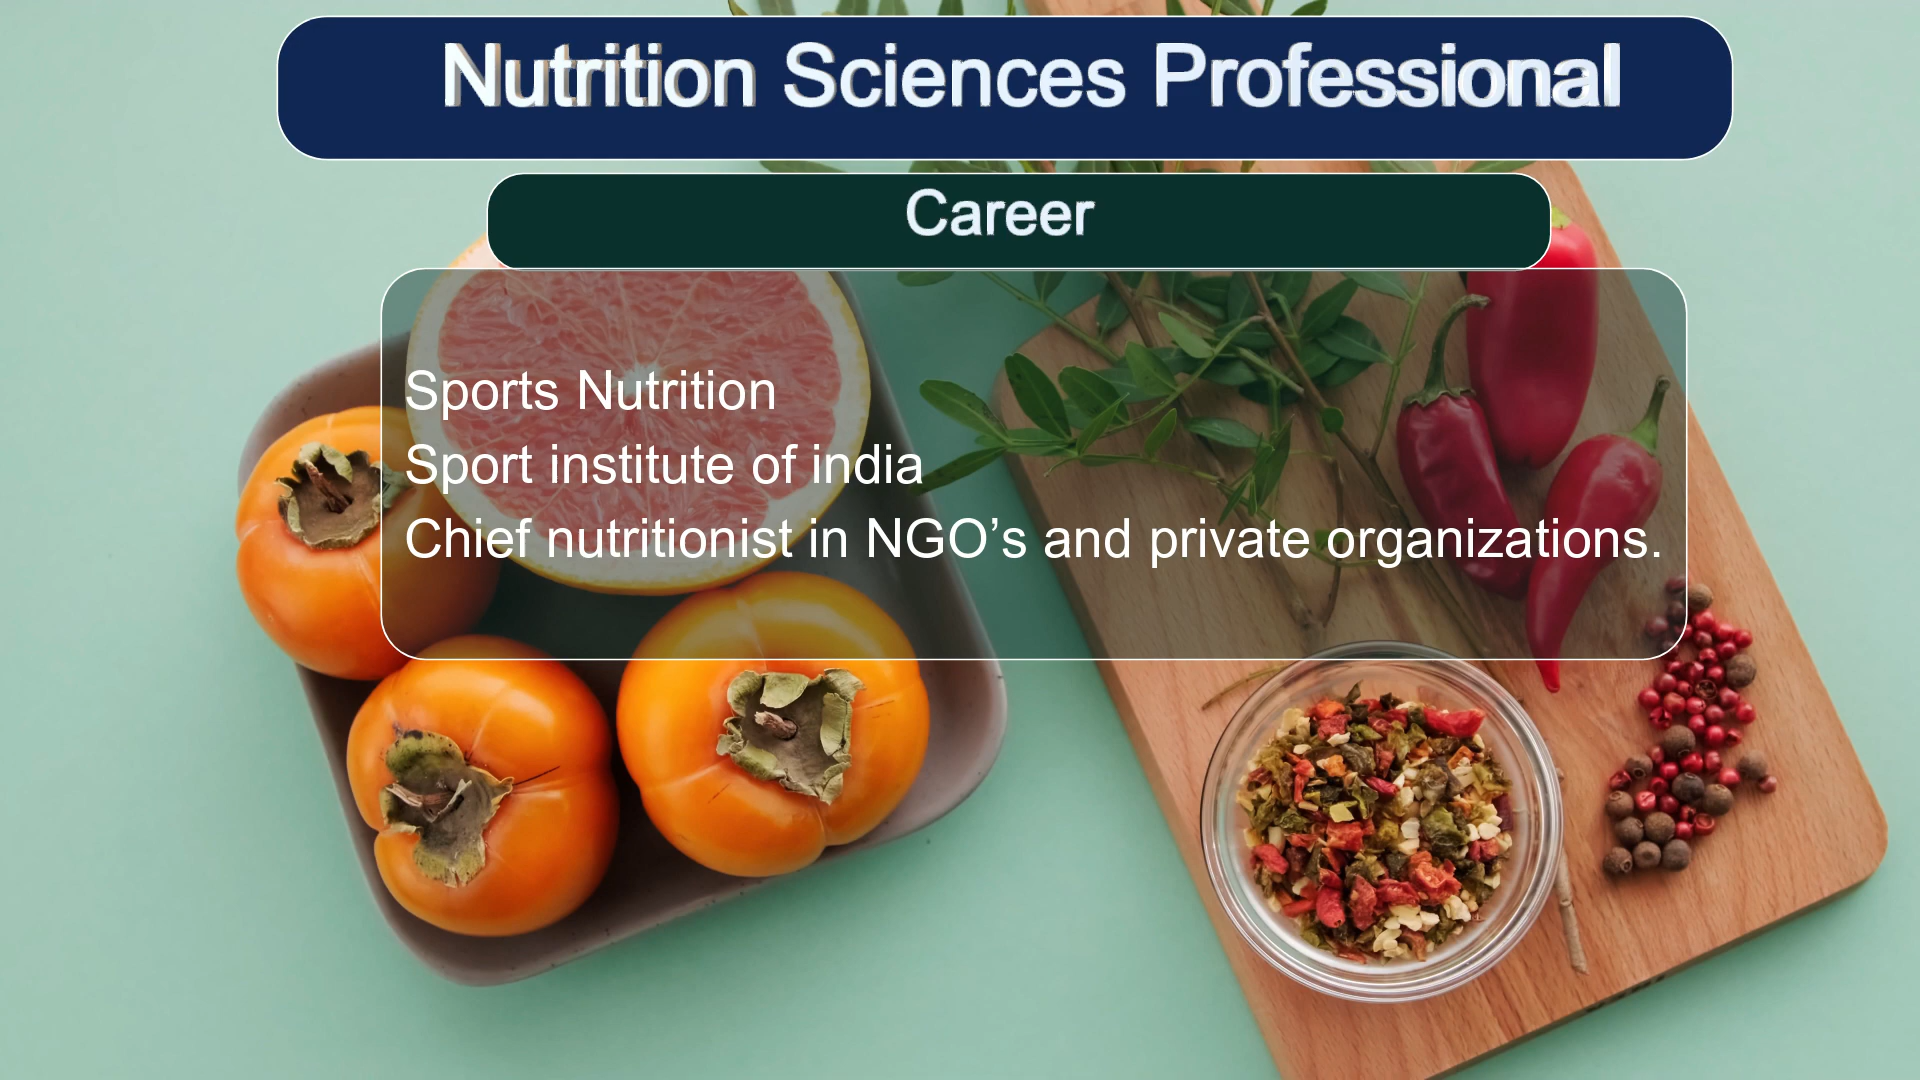 Nutrition Sciences Professional
Career
Sports Nutrition
Sport institute of india
Chief nutritionist in NGO’s and private organizations.